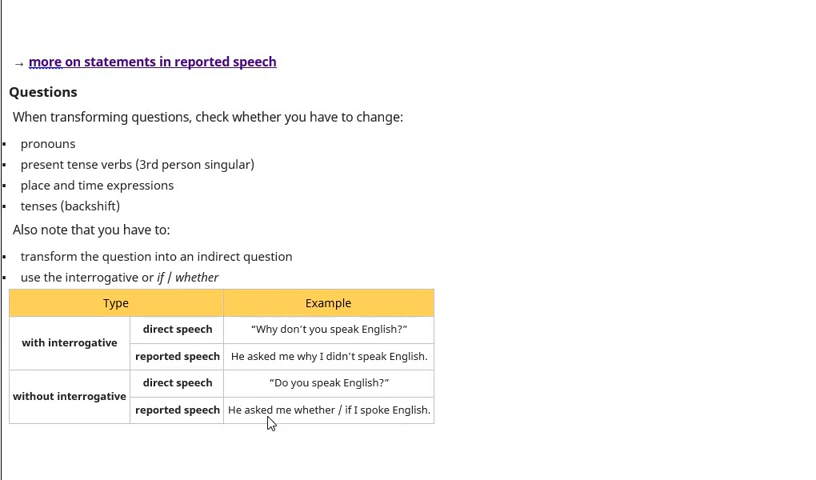 → more on statements in reported speech
Questions
When transforming questions, check whether you have to change:
▪ pronouns
▪ present tense verbs (3rd person singular)
▪ place and time expressions
▪ tenses (backshift)
Also note that you have to:
▪ transform the question into an indirect question
▪ use the interrogative or if / whether
Type Example
with interrogative direct speech “Why don’t you speak English?”
reported speech He asked me why I didn’t speak English.
without interrogative direct speech “Do you speak English?”
reported speech He asked me whether / if I spoke English.